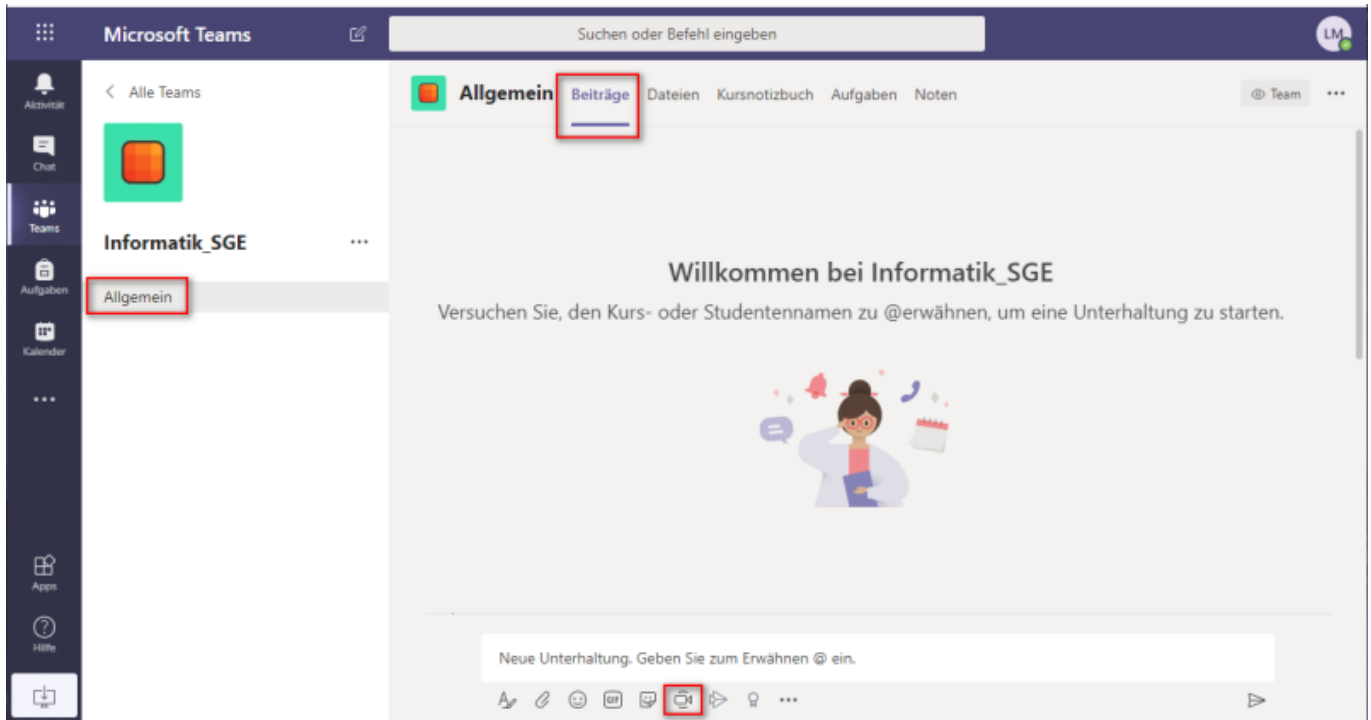 Microsoft Teams
Suchen oder Befehl eingeben
LM
Aktivität
Chat
Teams
Aufgaben
Kalender
Apps
Hilfe
Alle Teams
Informatik_SGE
Allgemein
Allgemein Beiträge Dateien Kursnotizbuch Aufgaben Noten
Team
Willkommen bei Informatik_SGE
Versuchen Sie, den Kurs- oder Studentennamen zu @erwähnen, um eine Unterhaltung zu starten.
Neue Unterhaltung. Geben Sie zum Erwähnen @ ein.
GIF